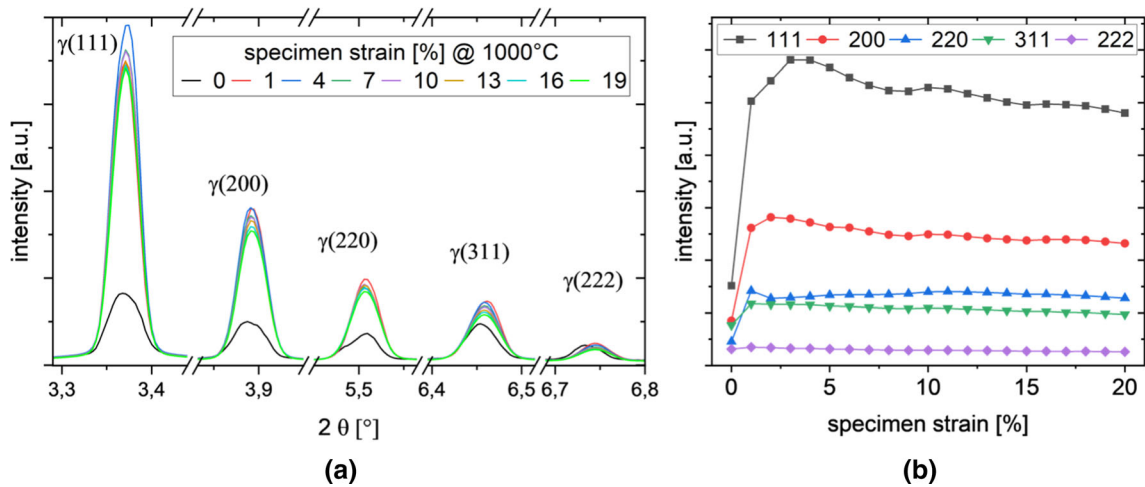 γ(111)
specimen strain [%] @ 1000°C
0 1 4 7 10 13 16 19
γ(200)
γ(220)
γ(311)
γ(222)
intensity [a.u.]
3,3 3,4 3,9 5,5 6,4 6,5 6,7 6,8
2 θ [°]
(a)
111 200 220 311 222
intensity [a.u.]
0 5 10 15 20
specimen strain [%]
(b)